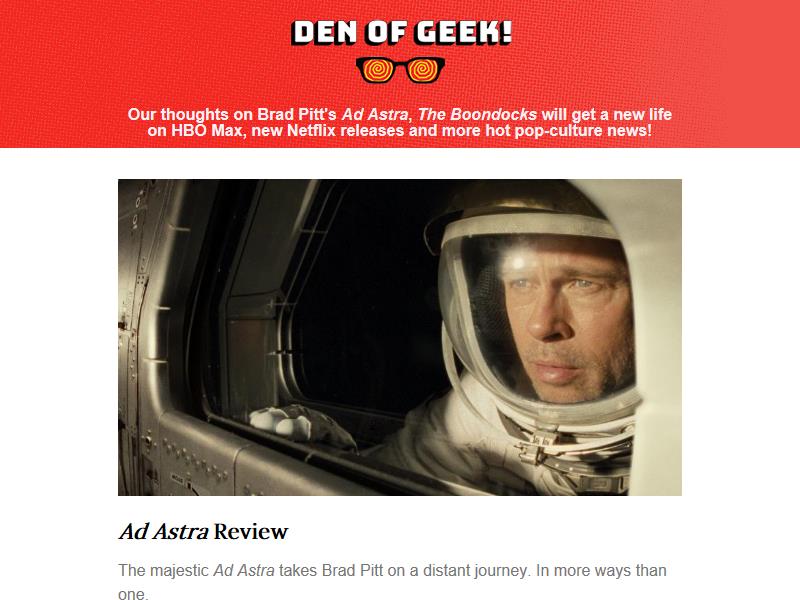 DEN OF GEEK!
Our thoughts on Brad Pitt's Ad Astra, The Boondocks will get a new life
on HBO Max, new Netflix releases and more hot pop-culture news!
Ad Astra Review
The majestic Ad Astra takes Brad Pitt on a distant journey. In more ways than
one.